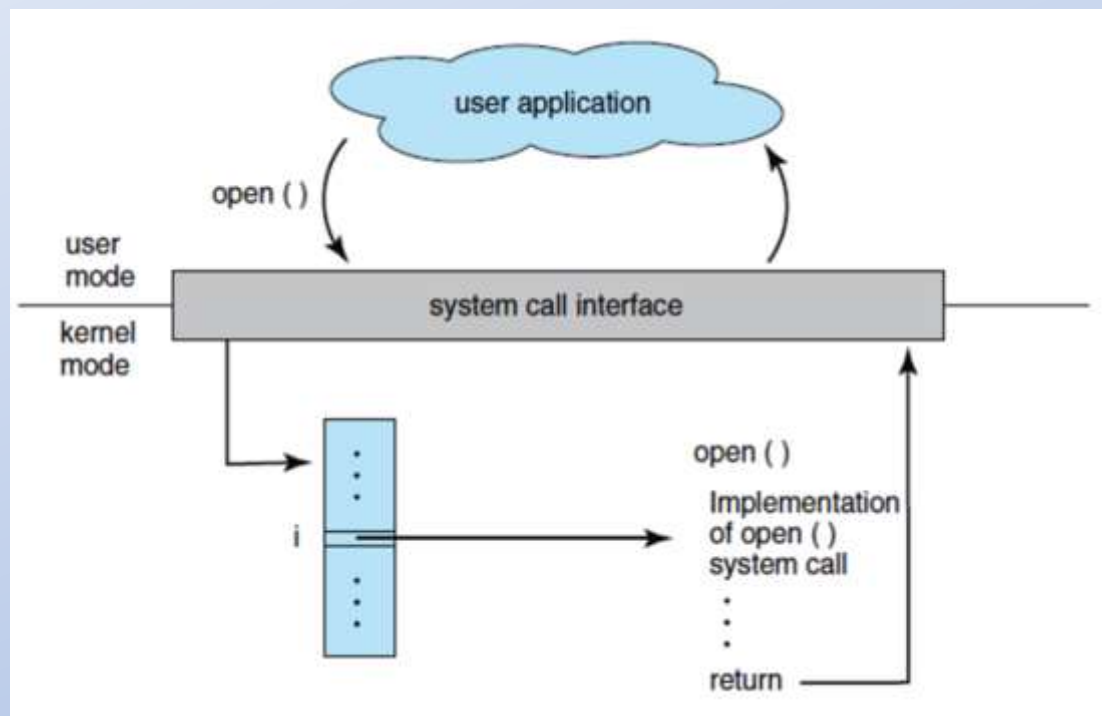 user application
open ( )
user
mode
system call interface
kernel
mode
open ( )
i
Implementation
of open ( )
system call
return